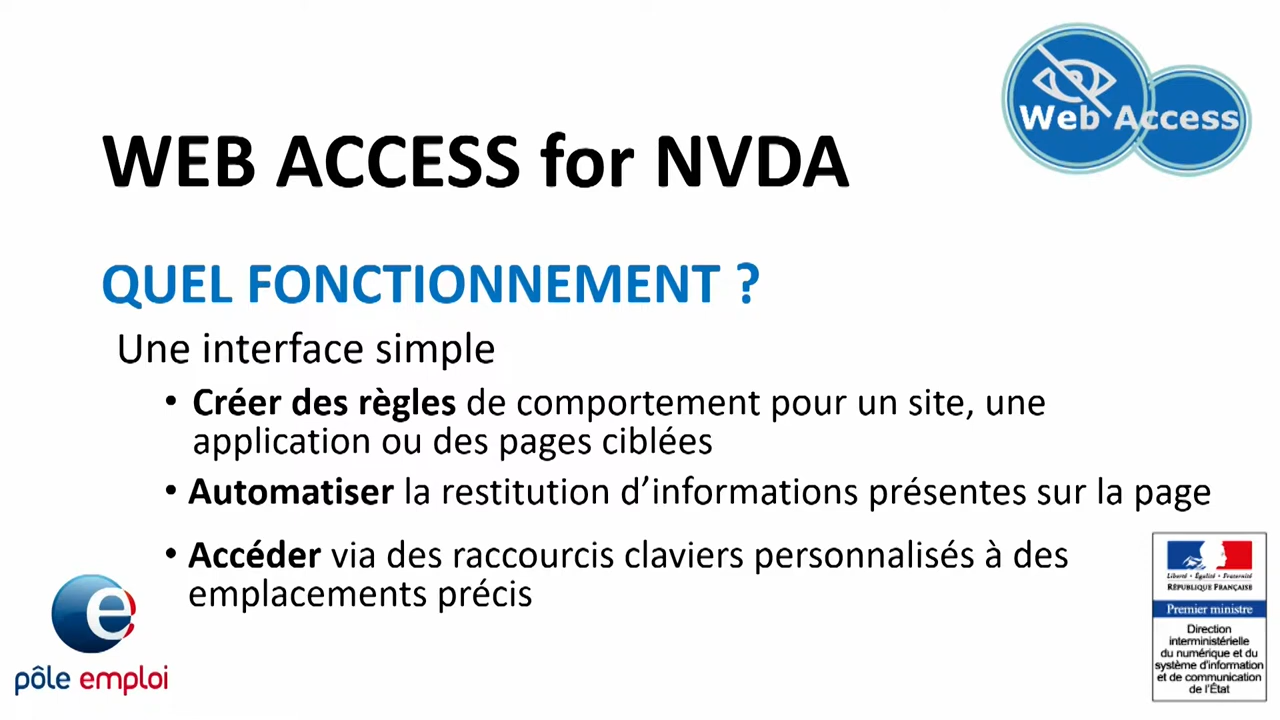 Web Access
WEB ACCESS for NVDA
QUEL FONCTIONNEMENT ?
Une interface simple
• Créer des règles de comportement pour un site, une
application ou des pages ciblées
• Automatiser la restitution d’informations présentes sur la page
• Accéder via des raccourcis claviers personnalisés à des
emplacements précis
pôle emploi
Liberté • Égalité • Fraternité
RÉPUBLIQUE FRANÇAISE
Premier ministre
Direction
interministérielle
du numérique et du
système d'information
et de communication
de l'État